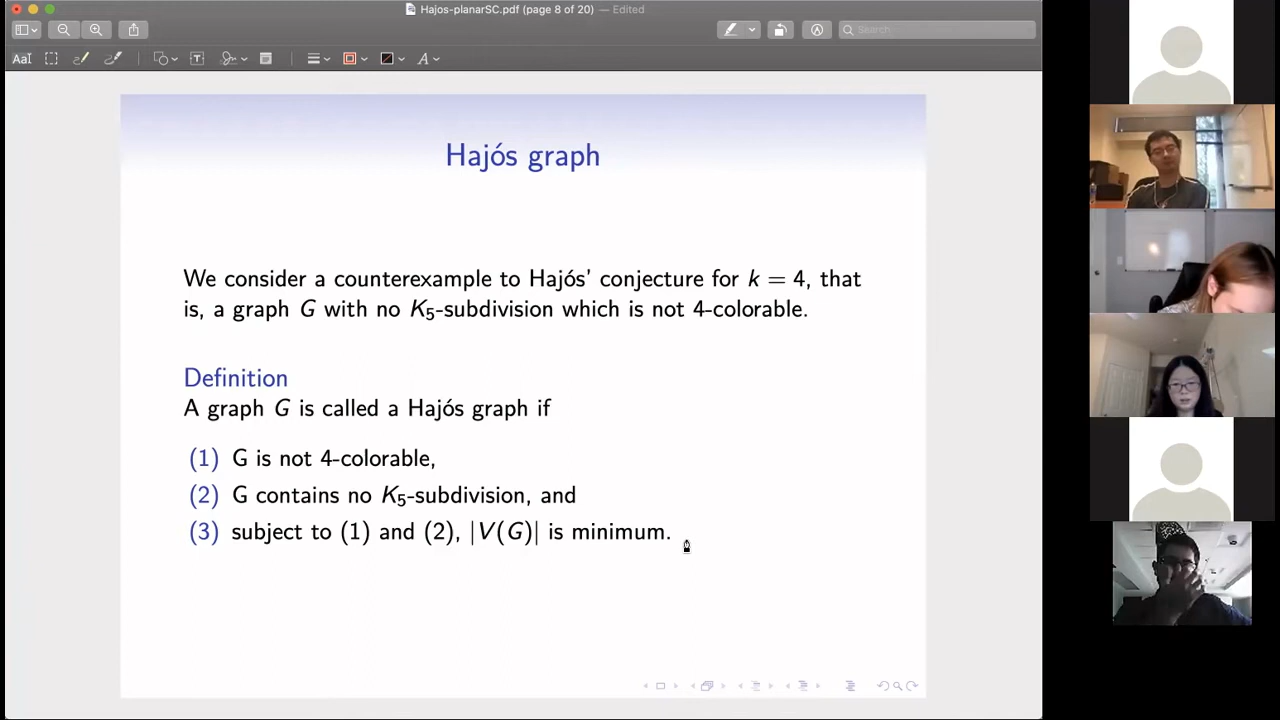 Hajos-planarSC.pdf (page 8 of 20) — Edited
Search
AaI
A
Hajós graph
We consider a counterexample to Hajós' conjecture for k = 4, that
is, a graph G with no K₅-subdivision which is not 4-colorable.
Definition
A graph G is called a Hajós graph if
(1) G is not 4-colorable,
(2) G contains no K₅-subdivision, and
(3) subject to (1) and (2), |V(G)| is minimum.